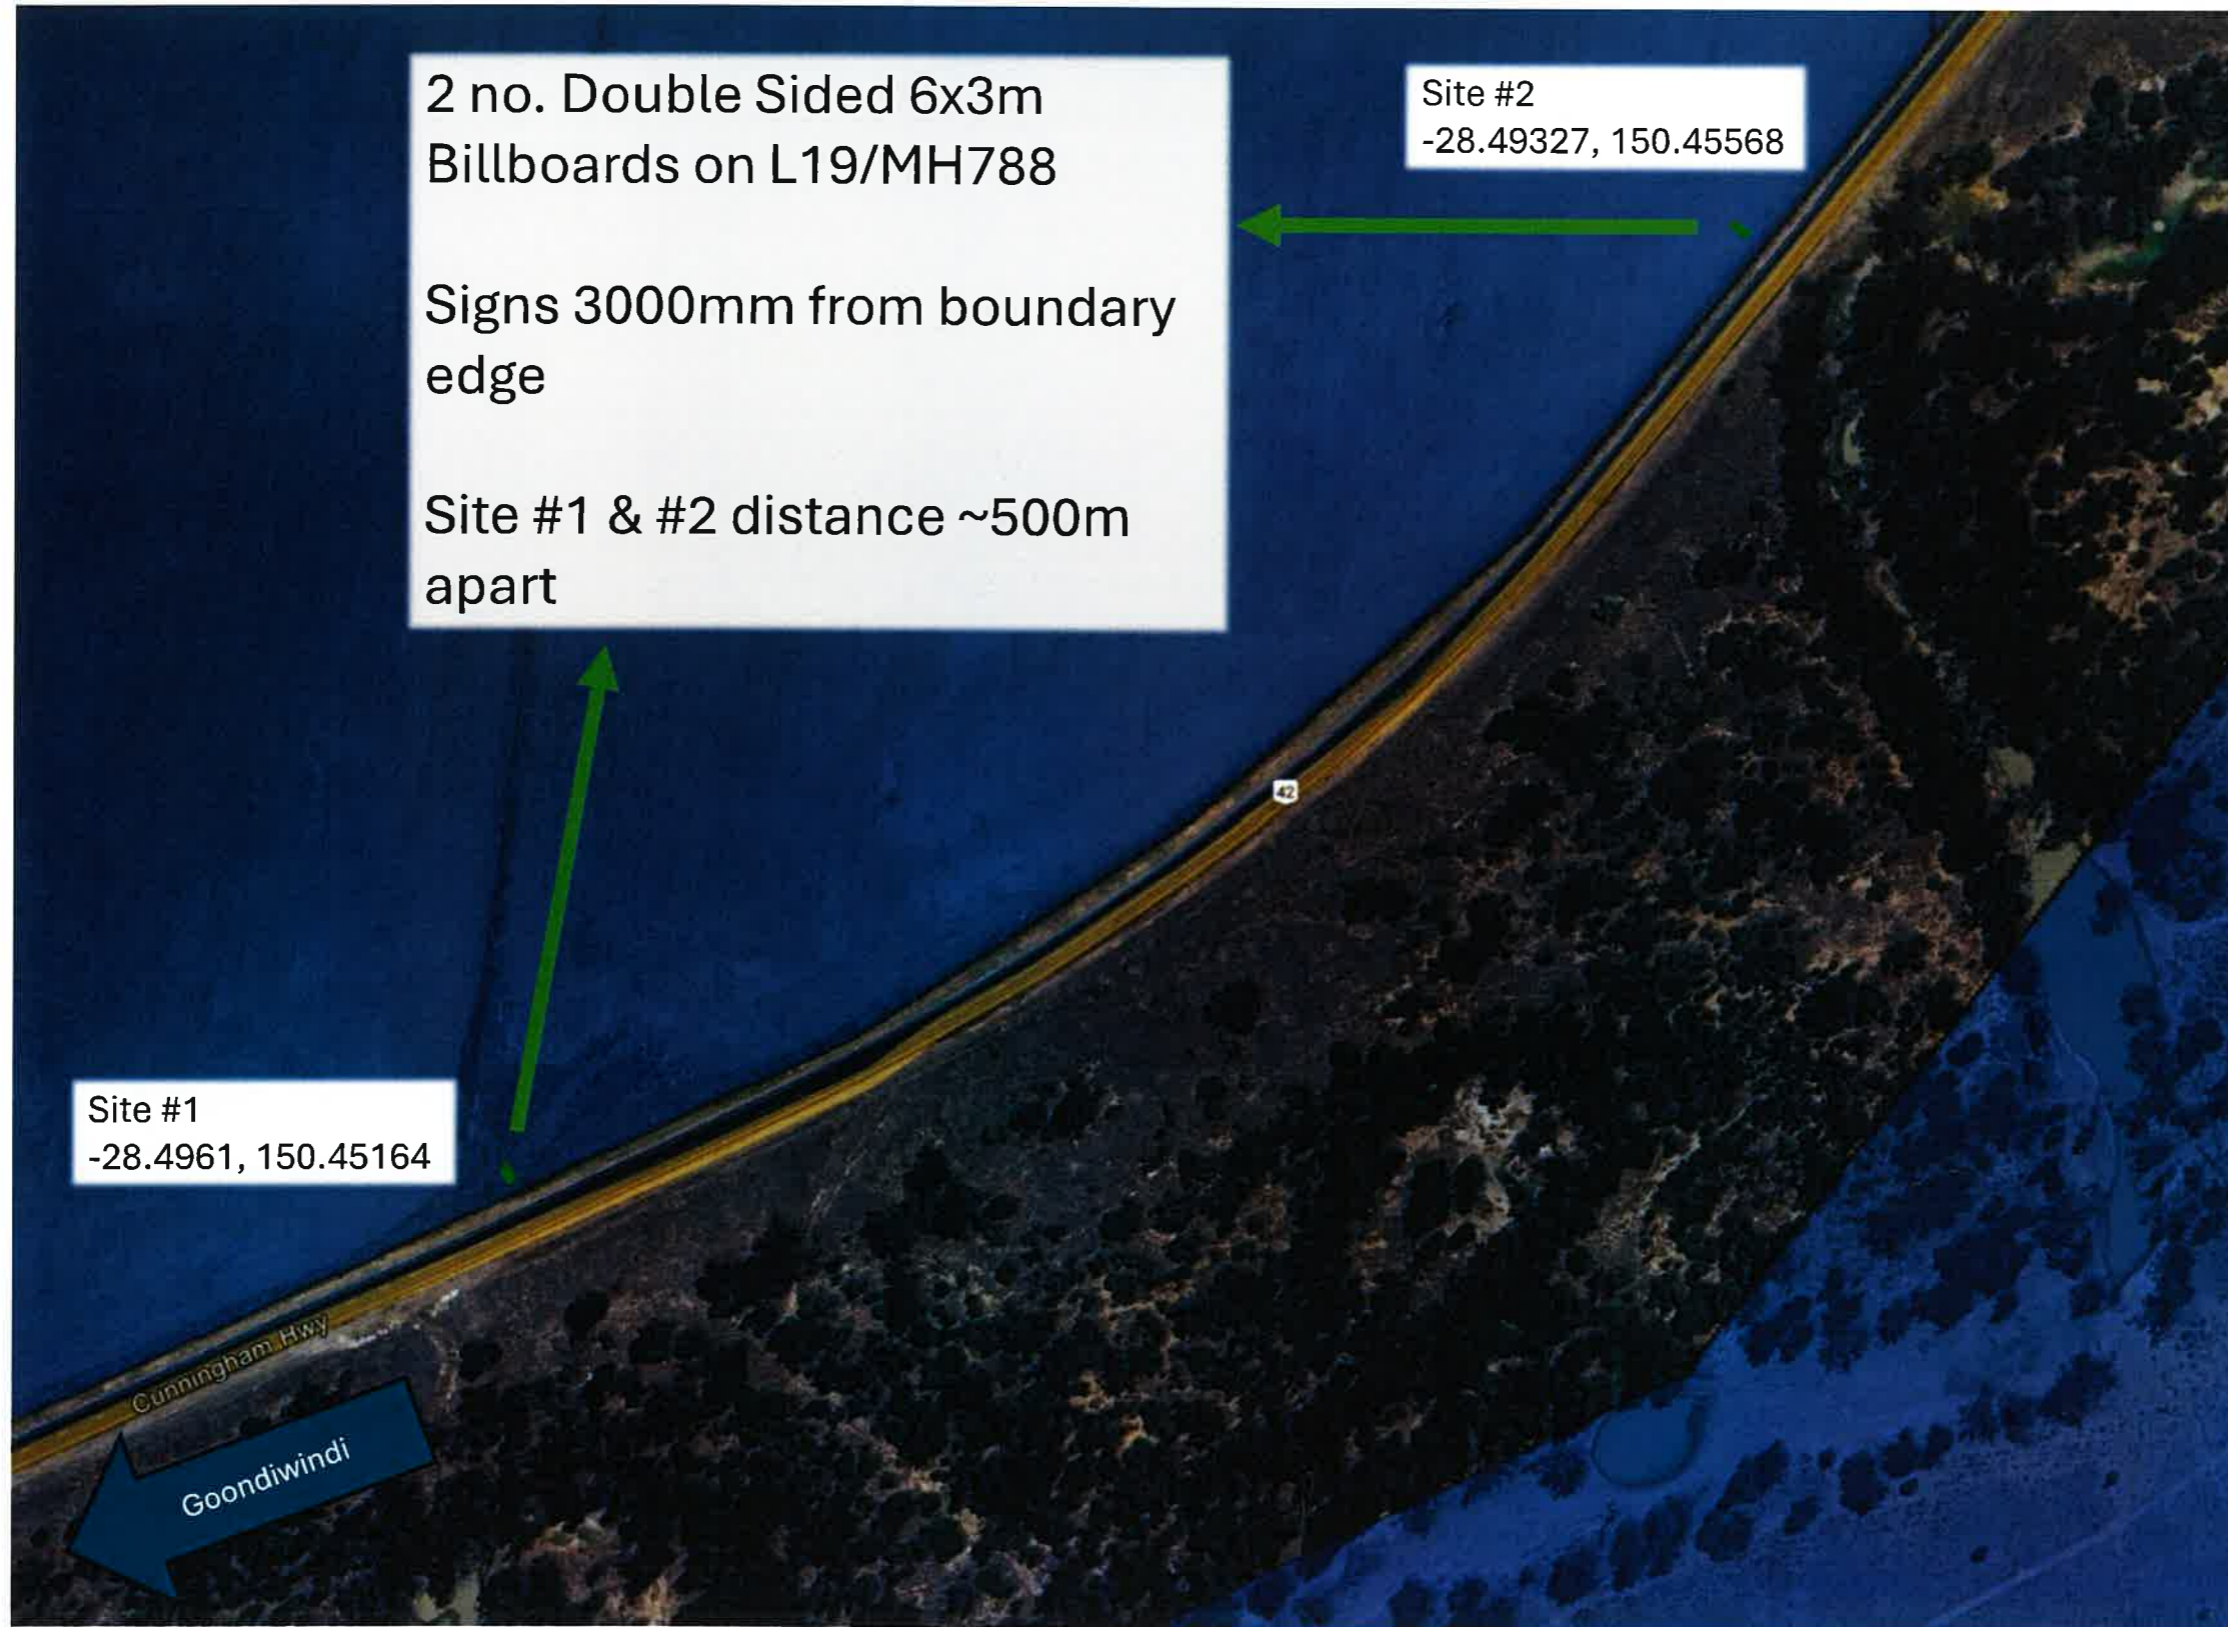 2 no. Double Sided 6x3m
Billboards on L19/MH788
Signs 3000mm from boundary
edge
Site #1 & #2 distance ~500m
apart
Site #2
-28.49327, 150.45568
42
Site #1
-28.4961, 150.45164
Cunningham Hwy
Goondiwindi